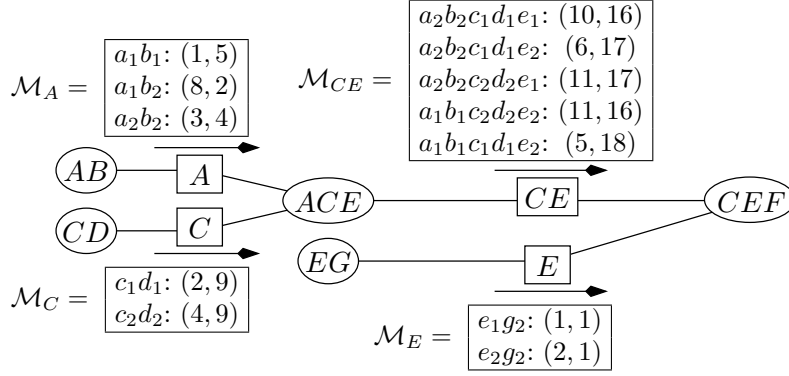 𝓜_A =
a₁b₁: (1, 5)
a₁b₂: (8, 2)
a₂b₂: (3, 4)
𝓜_CE =
a₂b₂c₁d₁e₁: (10, 16)
a₂b₂c₁d₁e₂: (6, 17)
a₂b₂c₂d₂e₁: (11, 17)
a₁b₁c₂d₂e₂: (11, 16)
a₁b₁c₁d₁e₂: (5, 18)
AB
A
CD
C
ACE
CE
CEF
EG
E
𝓜_C =
c₁d₁: (2, 9)
c₂d₂: (4, 9)
𝓜_E =
e₁g₂: (1, 1)
e₂g₂: (2, 1)